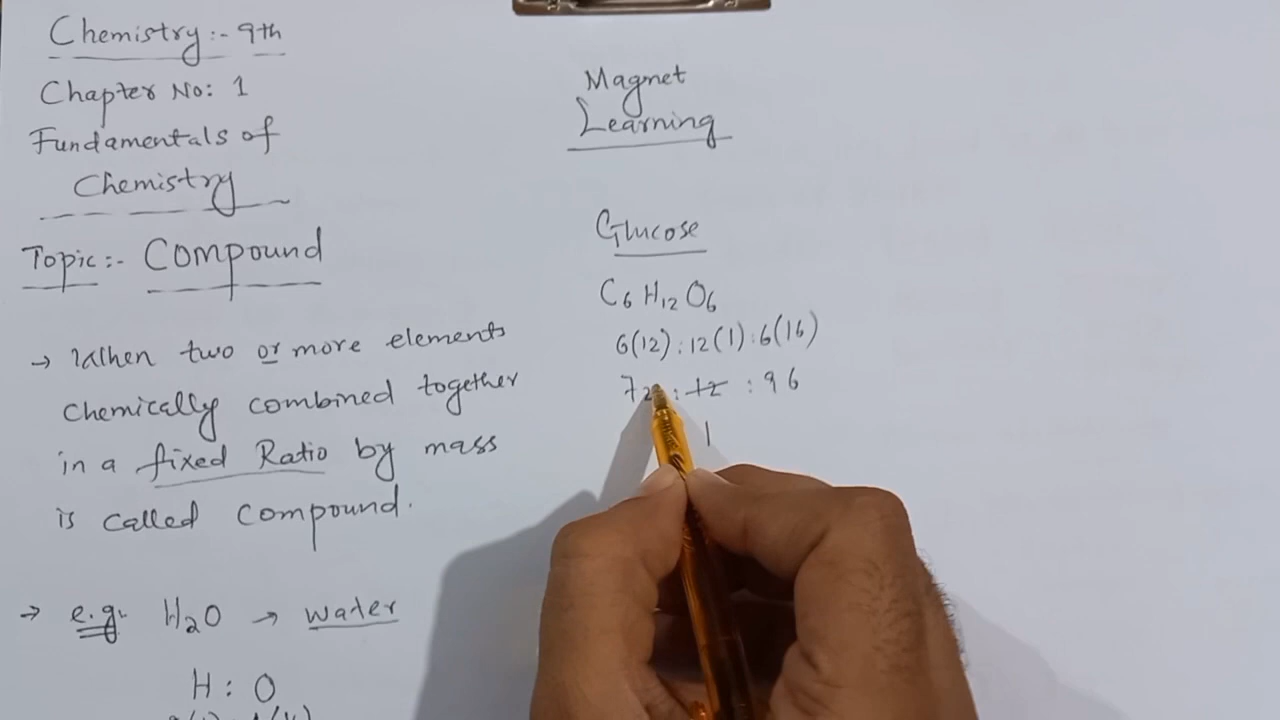 Chemistry:- 9th
Chapter No: 1
Fundamentals of
Chemistry
Topic:- Compound
→ When two or more elements
chemically combined together
in a fixed Ratio by mass
is called compound.
→ e.g. H₂O → water
H : O
Magnet
Learning
Glucose
C₆ H₁₂ O₆
6(12) : 12(1) : 6(16)
72 : 12 : 96
1